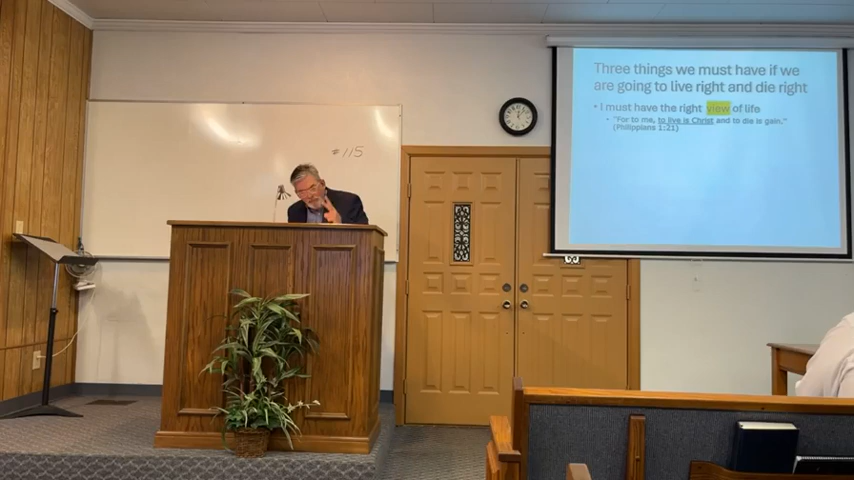 Three things we must have if we
are going to live right and die right
• I must have the right view of life
• "For to me, to live is Christ and to die is gain,"
(Philippians 1:21)
#115